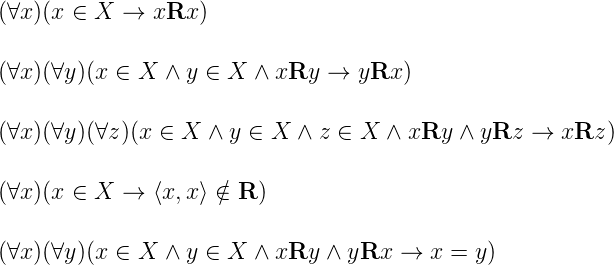 (∀x)(x ∈ X → x𝐑x)
(∀x)(∀y)(x ∈ X ∧ y ∈ X ∧ x𝐑y → y𝐑x)
(∀x)(∀y)(∀z)(x ∈ X ∧ y ∈ X ∧ z ∈ X ∧ x𝐑y ∧ y𝐑z → x𝐑z)
(∀x)(x ∈ X → ⟨x, x⟩ ∉ 𝐑)
(∀x)(∀y)(x ∈ X ∧ y ∈ X ∧ x𝐑y ∧ y𝐑x → x = y)